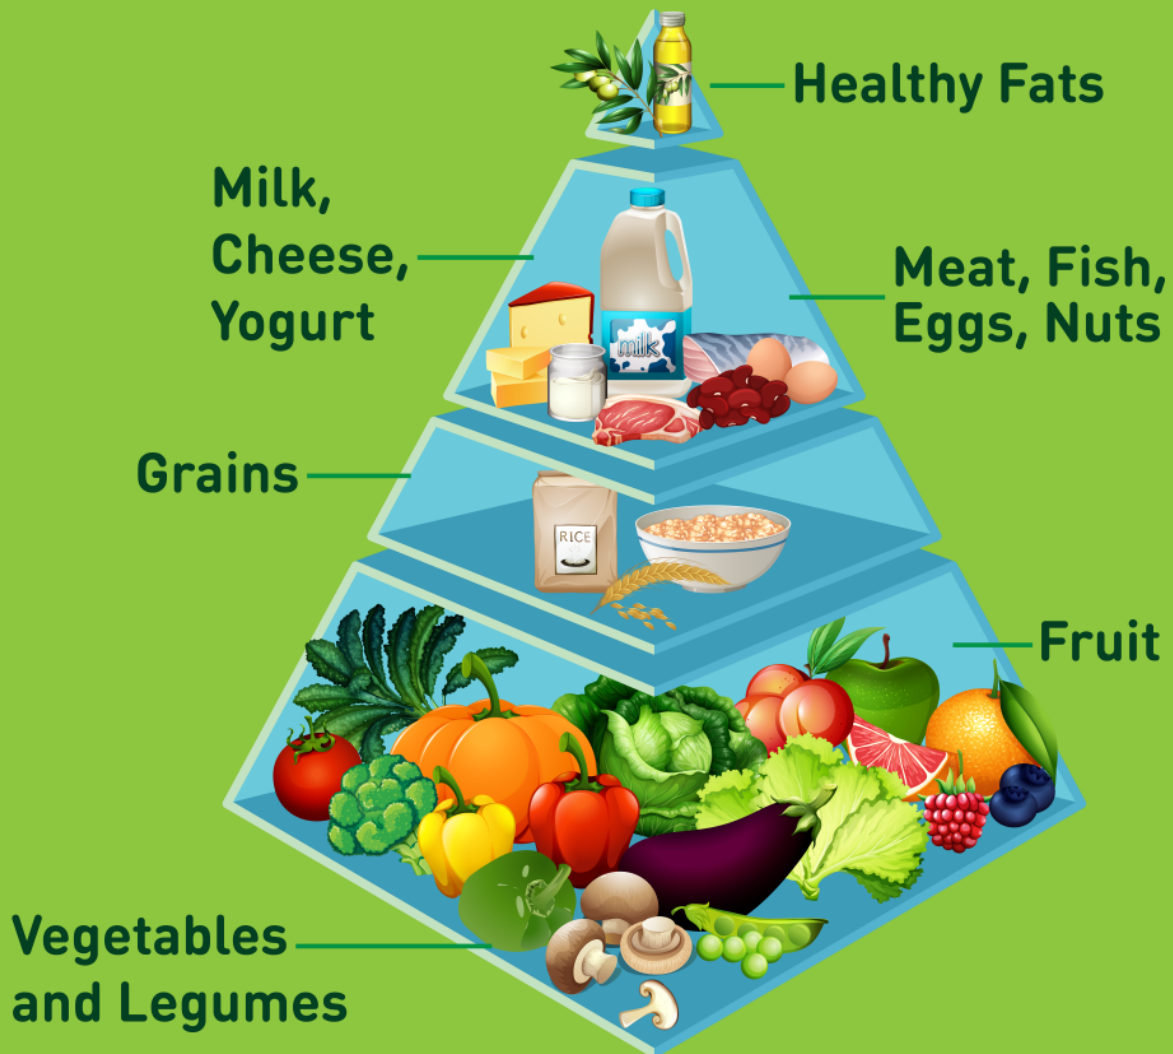 Healthy Fats
Milk,
Cheese,
Yogurt
Meat, Fish,
Eggs, Nuts
milk
Grains
RICE
Fruit
Vegetables
and Legumes